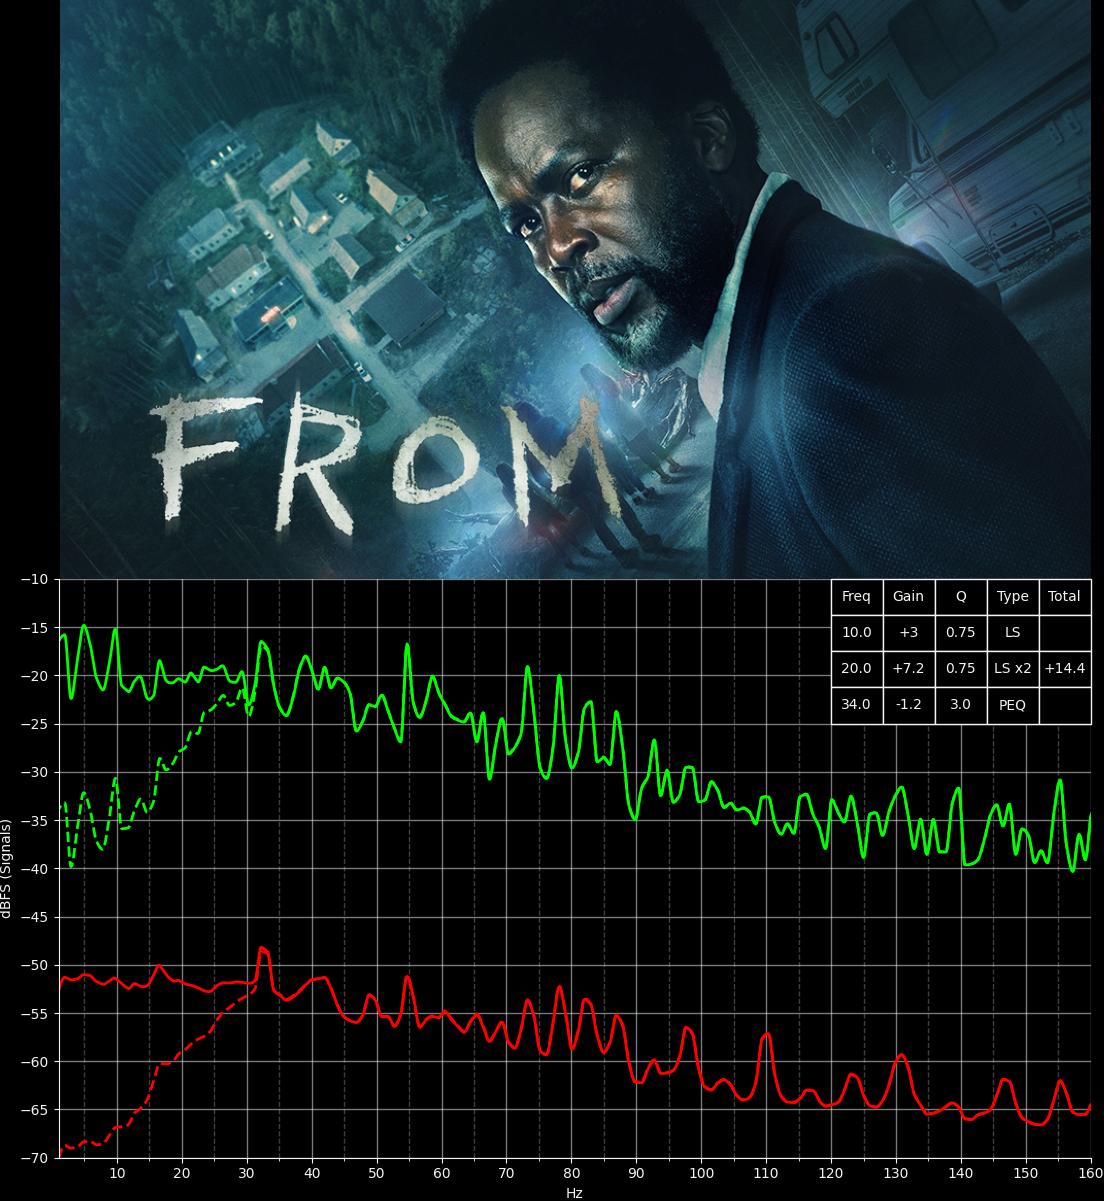 FROM
Freq Gain Q Type Total
10.0 +3 0.75 LS
20.0 +7.2 0.75 LS x2 +14.4
34.0 -1.2 3.0 PEQ
−10
−15
−20
−25
−30
−35
−40
−45
−50
−55
−60
−65
−70
dBFS (Signals)
10 20 30 40 50 60 70 80 90 100 110 120 130 140 150 160
Hz